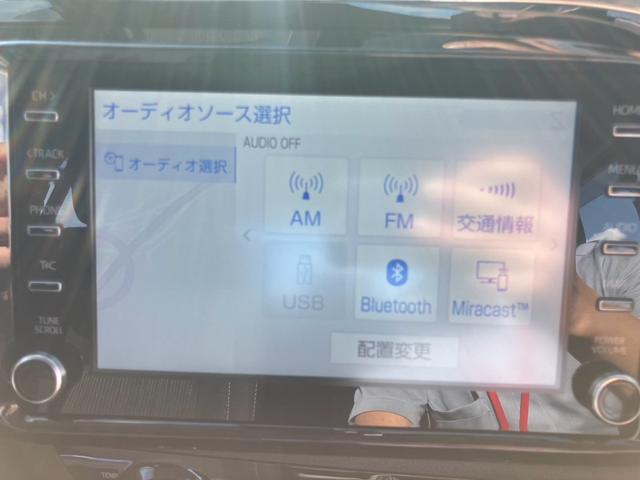 CH >
<TRACK
PHONE
TUNE
SCROLL
オーディオソース選択
オーディオ選択
AUDIO OFF
AM
FM
交通情報
USB
Bluetooth
Miracast™
配置変更
HOME
MENU
AUDIO
POWER
VOLUME
TEMP